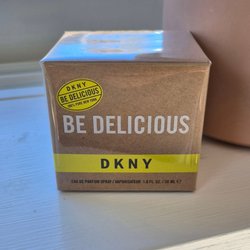 DKNY
BE DELICIOUS
100% PURE NEW YORK
BE DELICIOUS
DKNY
EAU DE PARFUM SPRAY / VAPORISATEUR 1.0 FL. OZ. / 30 ML ℮